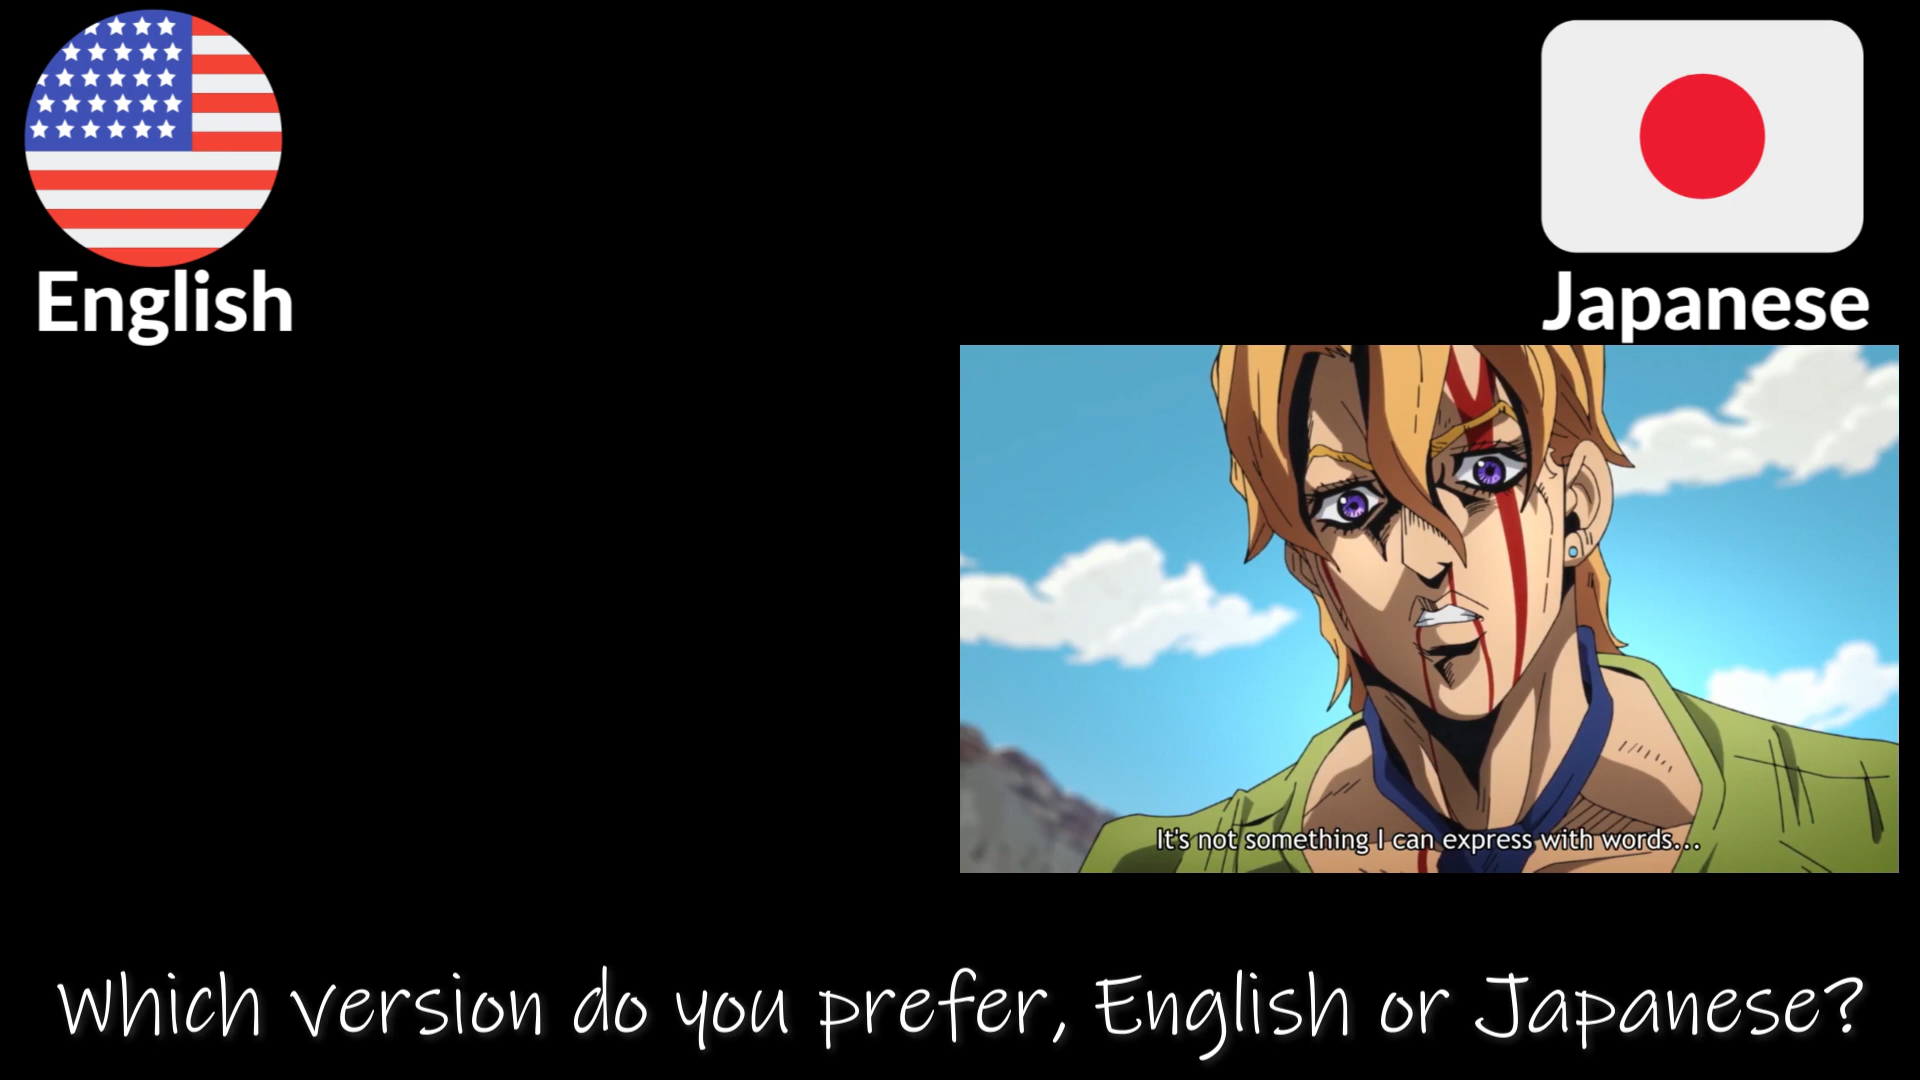 English
Japanese
It's not something I can express with words...
Which version do you prefer, English or Japanese?